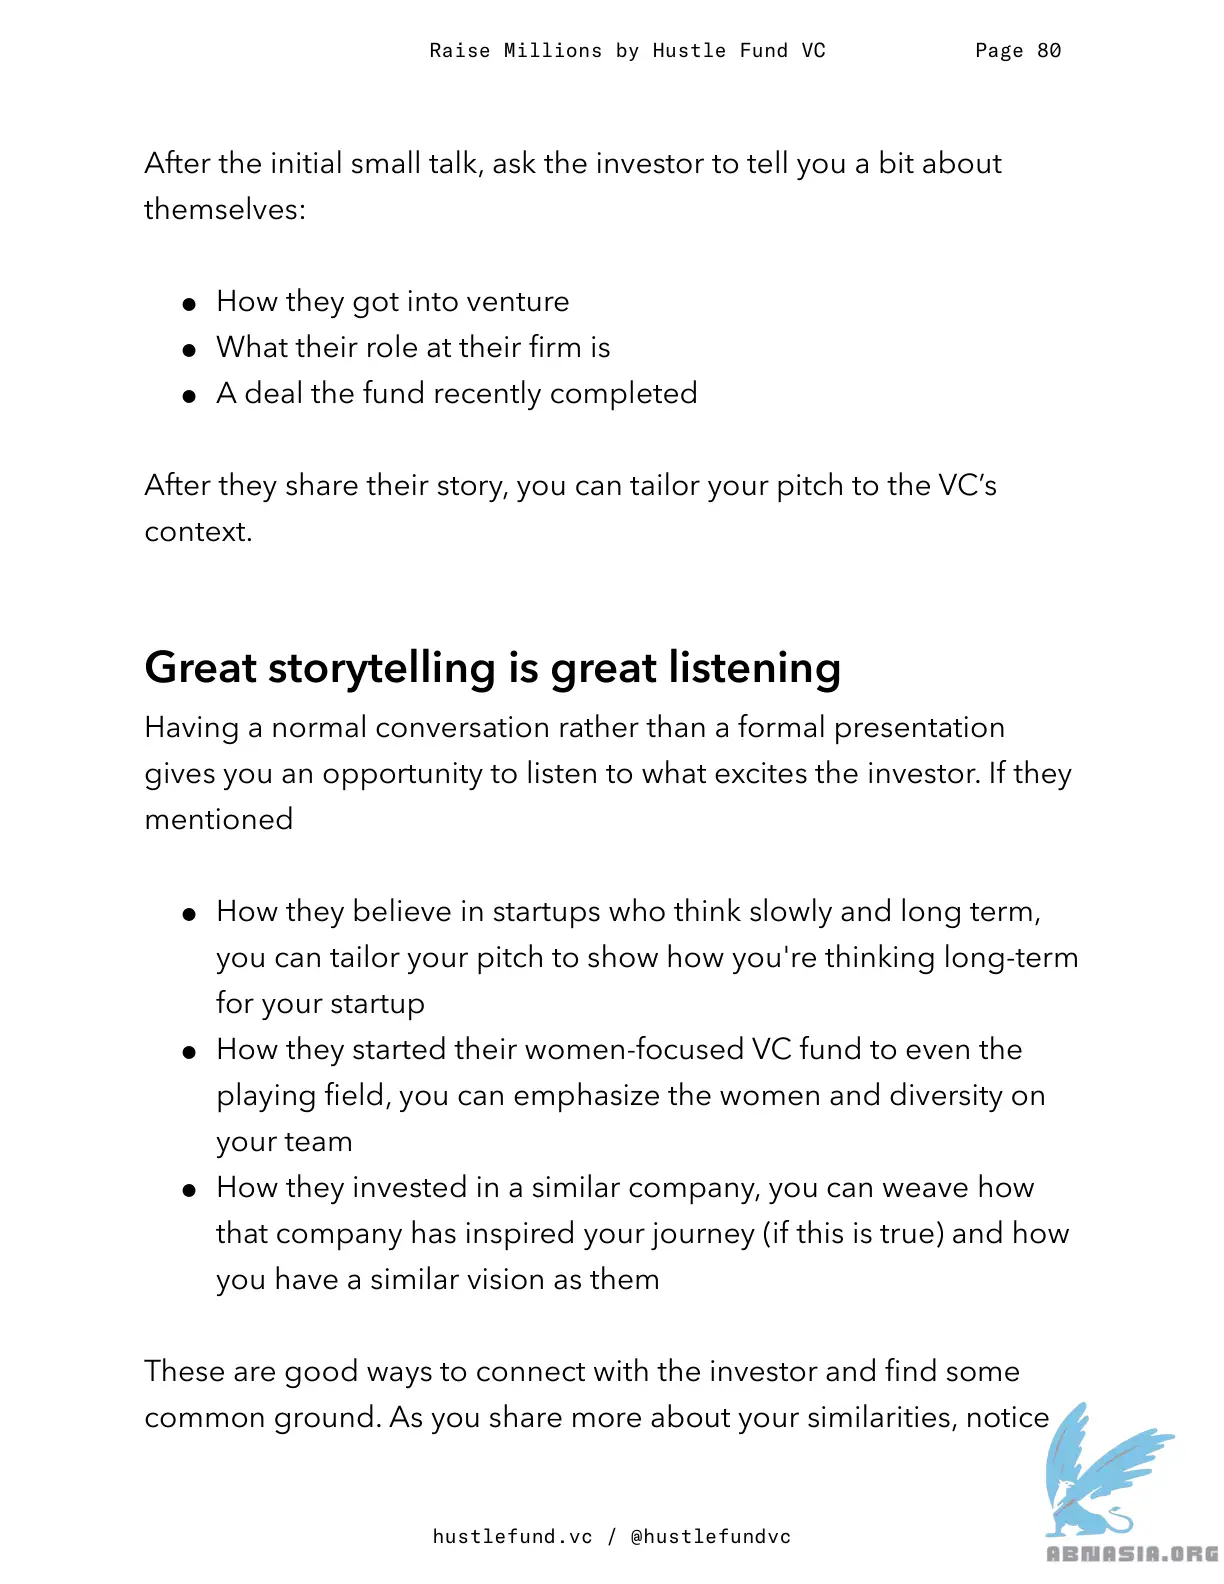 Raise Millions by Hustle Fund VC Page 80
After the initial small talk, ask the investor to tell you a bit about
themselves:
● How they got into venture
● What their role at their firm is
● A deal the fund recently completed
After they share their story, you can tailor your pitch to the VC’s
context.
Great storytelling is great listening
Having a normal conversation rather than a formal presentation
gives you an opportunity to listen to what excites the investor. If they
mentioned
● How they believe in startups who think slowly and long term,
you can tailor your pitch to show how you're thinking long-term
for your startup
● How they started their women-focused VC fund to even the
playing field, you can emphasize the women and diversity on
your team
● How they invested in a similar company, you can weave how
that company has inspired your journey (if this is true) and how
you have a similar vision as them
These are good ways to connect with the investor and find some
common ground. As you share more about your similarities, notice
hustlefund.vc / @hustlefundvc
ABNASIA.ORG